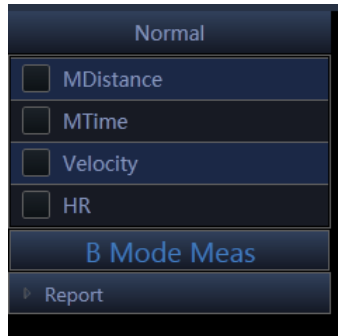 Normal
MDistance
MTime
Velocity
HR
B Mode Meas
Report